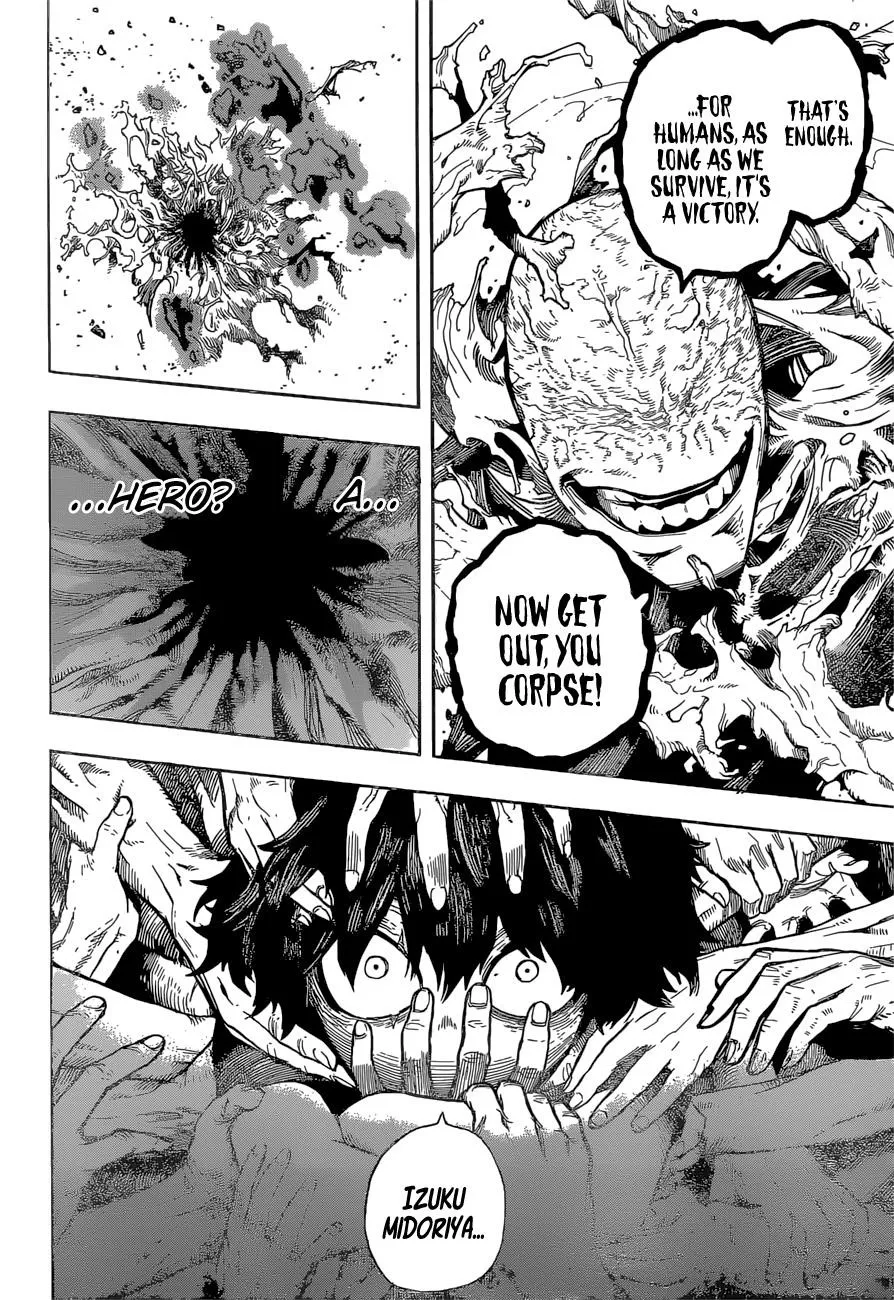 THAT'S
ENOUGH.
...FOR
HUMANS, AS
LONG AS WE
SURVIVE, IT'S
A VICTORY.
NOW GET
OUT, YOU
CORPSE!
A...
...HERO?
IZUKU
MIDORIYA...